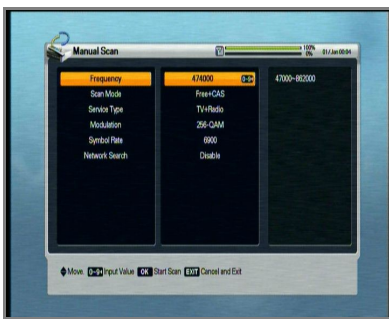 Manual Scan 100% 0% 01/Jan 00:04
Frequency 474000 0~9 47000~862000
Scan Mode Free+CAS
Service Type TV+Radio
Modulation 256-QAM
Symbol Rate 6900
Network Search Disable
Move 0~9 Input Value OK Start Scan EXIT Cancel and Exit